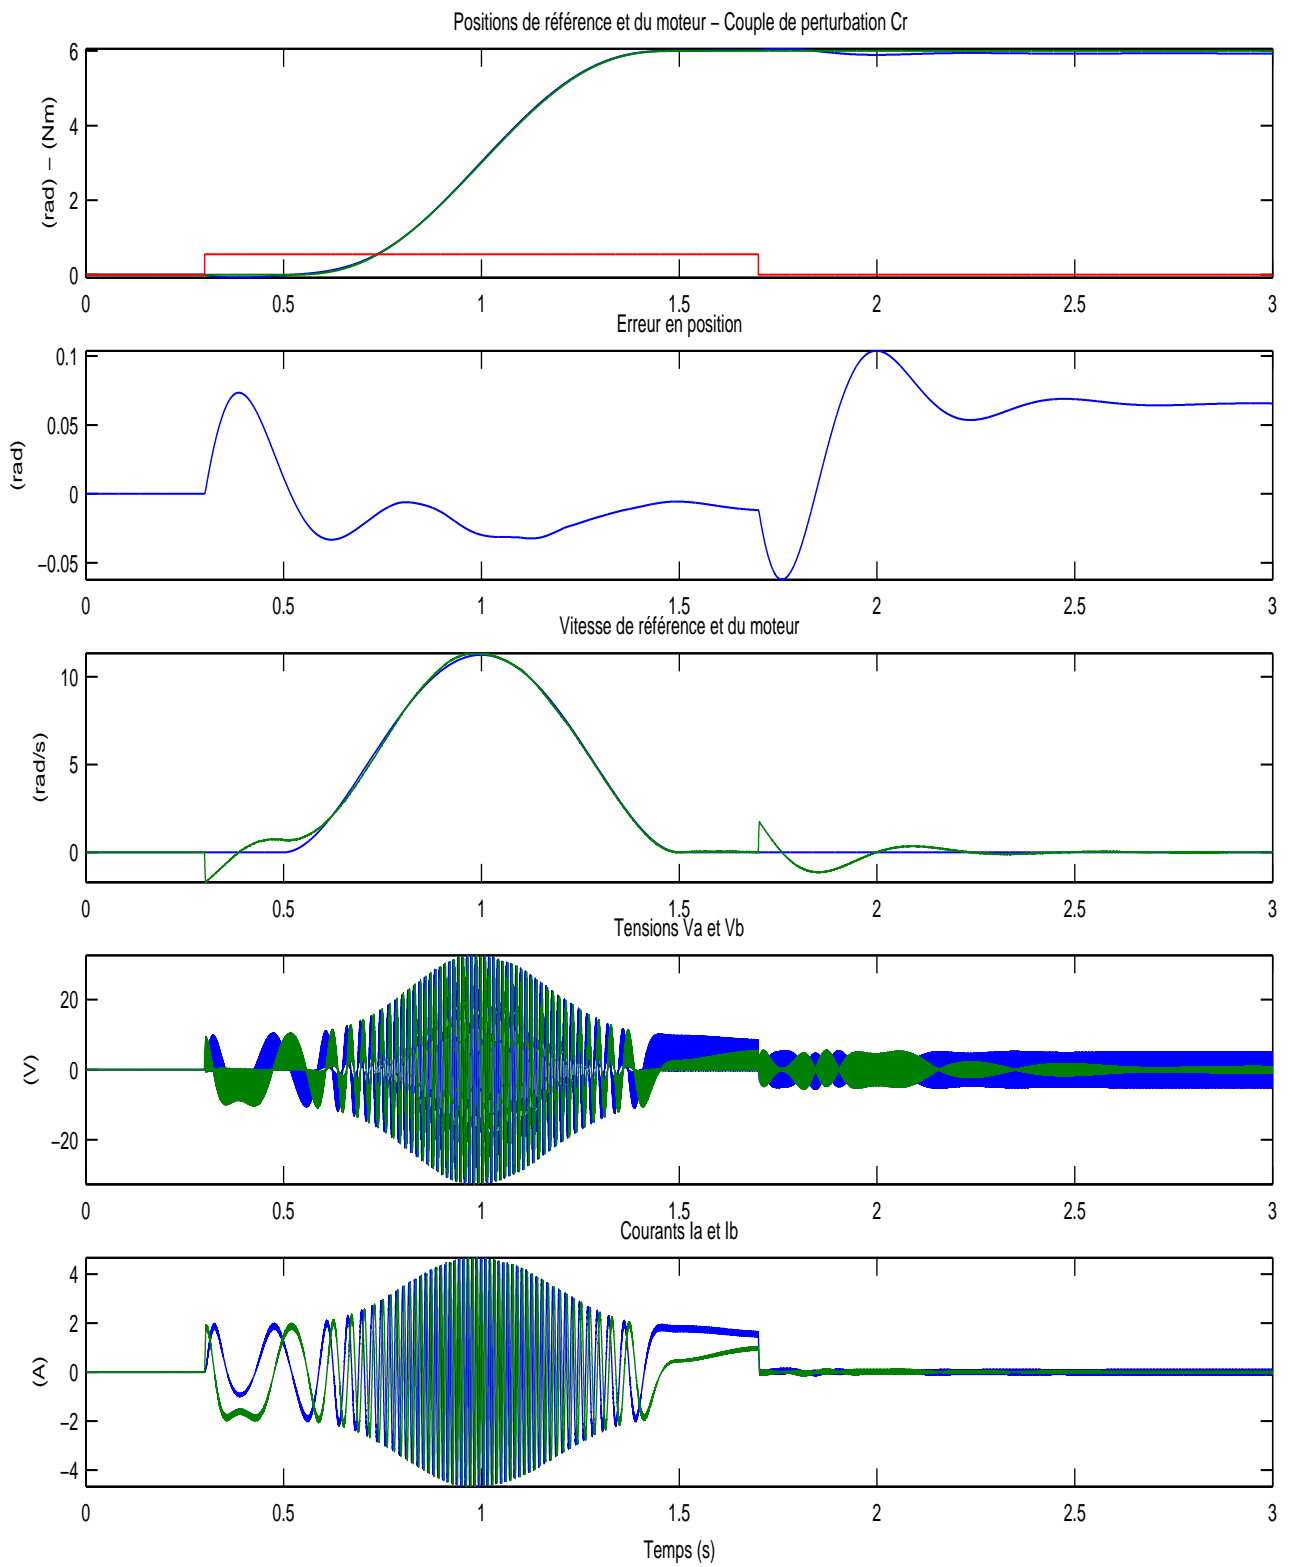 Positions de référence et du moteur – Couple de perturbation Cr
6
4
2
0
(rad) – (Nm)
0 0.5 1 1.5 2 2.5 3
Erreur en position
0.1
0.05
0
−0.05
(rad)
0 0.5 1 1.5 2 2.5 3
Vitesse de référence et du moteur
10
5
0
(rad/s)
0 0.5 1 1.5 2 2.5 3
Tensions Va et Vb
20
0
−20
(V)
0 0.5 1 1.5 2 2.5 3
Courants Ia et Ib
4
2
0
−2
−4
(A)
0 0.5 1 1.5 2 2.5 3
Temps (s)